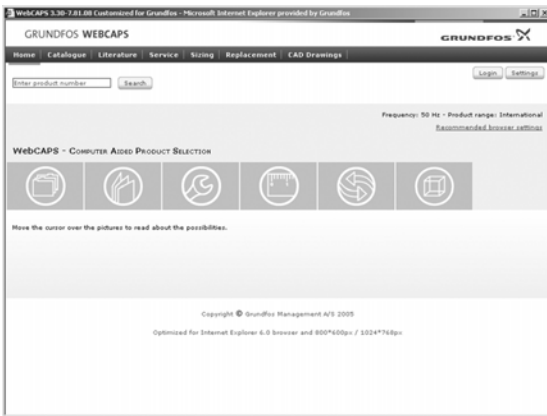 WebCAPS 3.30-7.01.00 Customized for Grundfos - Microsoft Internet Explorer provided by Grundfos
GRUNDFOS WEBCAPS
GRUNDFOS
Home Catalogue Literature Service Sizing Replacement CAD Drawings
Login Settings
Enter product number Search
Frequency: 50 Hz - Product range: International
Recommended browser settings
WebCAPS - Computer Aided Product Selection
Move the cursor over the pictures to read about the possibilities.
Copyright © Grundfos Management A/S 2005
Optimized for Internet Explorer 6.0 browser and 800*600px / 1024*768px